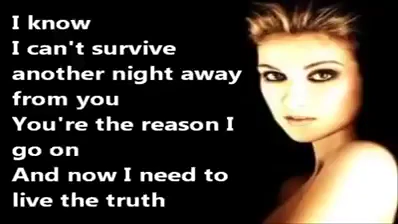 I know
I can't survive
another night away
from you
You're the reason I
go on
And now I need to
live the truth